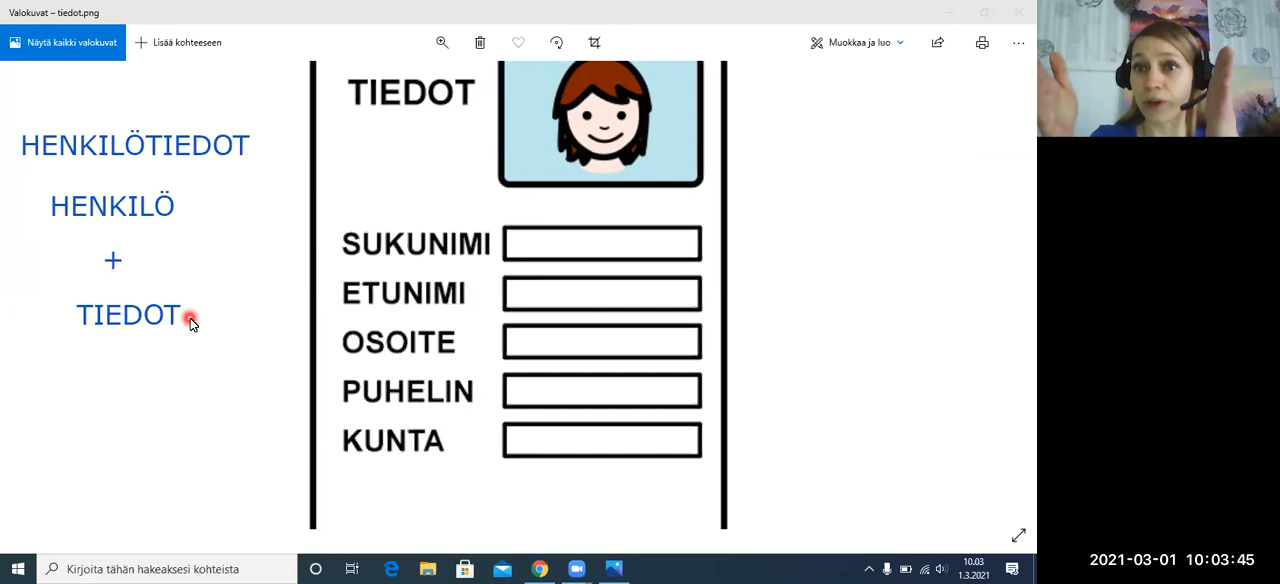 Valokuvat – tiedot.png
Näytä kaikki valokuvat
Lisää kohteeseen
Muokkaa ja luo
TIEDOT
HENKILÖTIEDOT
HENKILÖ
+
TIEDOT
SUKUNIMI
ETUNIMI
OSOITE
PUHELIN
KUNTA
Kirjoita tähän hakeaksesi kohteista
10.03
1.3.2021
2021-03-01 10:03:45